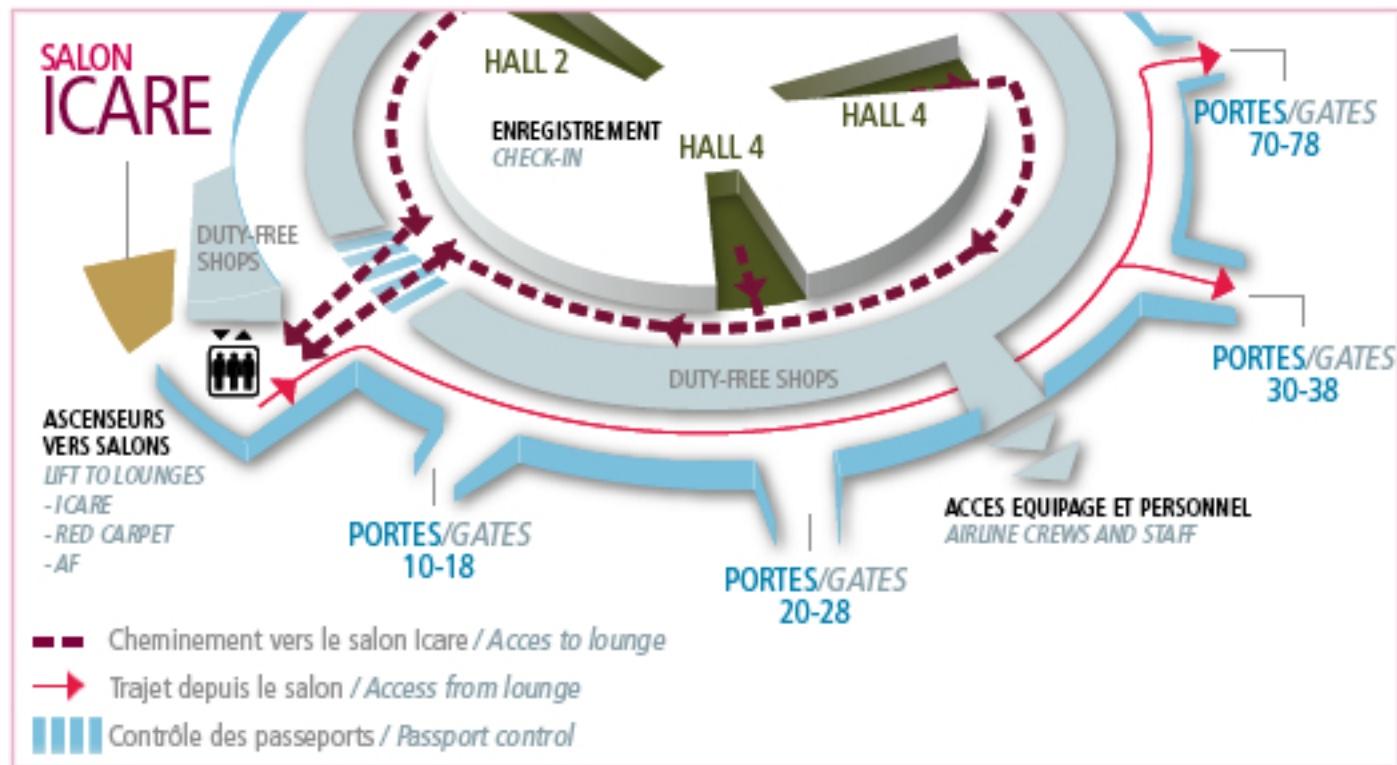 SALON
ICARE
HALL 2
ENREGISTREMENT
CHECK-IN
HALL 4
HALL 4
PORTES/GATES
70-78
DUTY-FREE
SHOPS
PORTES/GATES
30-38
DUTY-FREE SHOPS
ASCENSEURS
VERS SALONS
LIFT TO LOUNGES
- ICARE
- RED CARPET
- AF
PORTES/GATES
10-18
PORTES/GATES
20-28
ACCES EQUIPAGE ET PERSONNEL
AIRLINE CREWS AND STAFF
Cheminement vers le salon Icare / Acces to lounge
Trajet depuis le salon / Access from lounge
Contrôle des passeports / Passport control